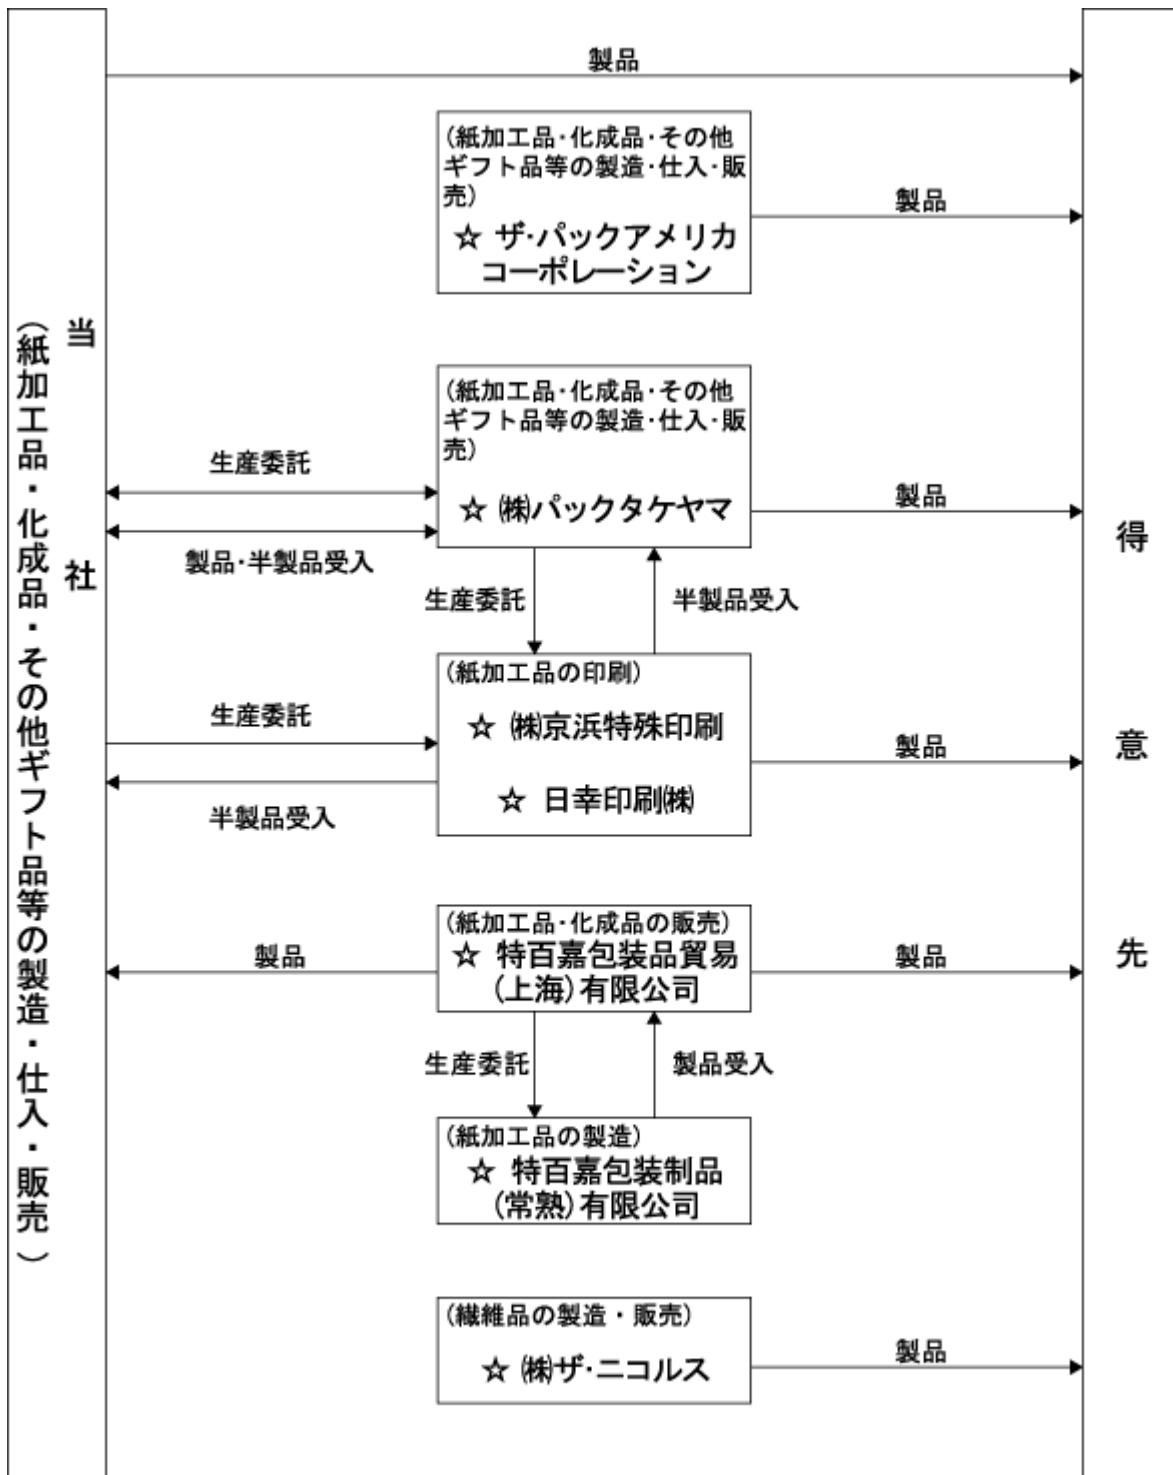 製品
(紙加工品・化成品・その他
ギフト品等の製造・仕入・販
売)
☆ ザ・パックアメリカ
コーポレーション
製品
当社
(紙加工品・化成品・その他ギフト品等の製造・仕入・販売)
(紙加工品・化成品・その他
ギフト品等の製造・仕入・販
売)
☆ ㈱パックタケヤマ
生産委託
製品・半製品受入
製品
生産委託
半製品受入
(紙加工品の印刷)
☆ ㈱京浜特殊印刷
☆ 日幸印刷㈱
生産委託
半製品受入
製品
得意先
(紙加工品・化成品の販売)
☆ 特百嘉包装品貿易
(上海)有限公司
製品
製品
生産委託
製品受入
(紙加工品の製造)
☆ 特百嘉包装制品
(常熟)有限公司
(繊維品の製造・販売)
☆ ㈱ザ・ニコルス
製品